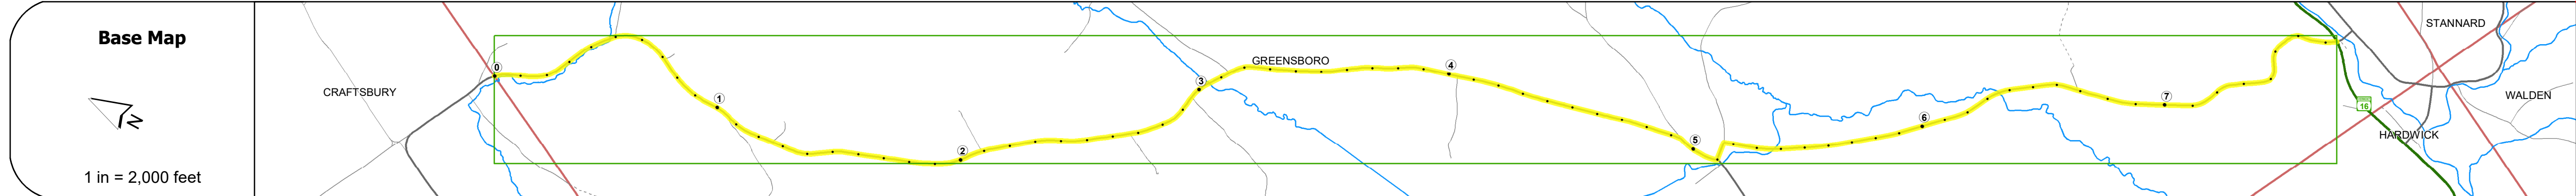 Base Map
N
1 in = 2,000 feet
CRAFTSBURY
0
1
2
3
GREENSBORO
4
5
6
7
16
STANNARD
WALDEN
HARDWICK